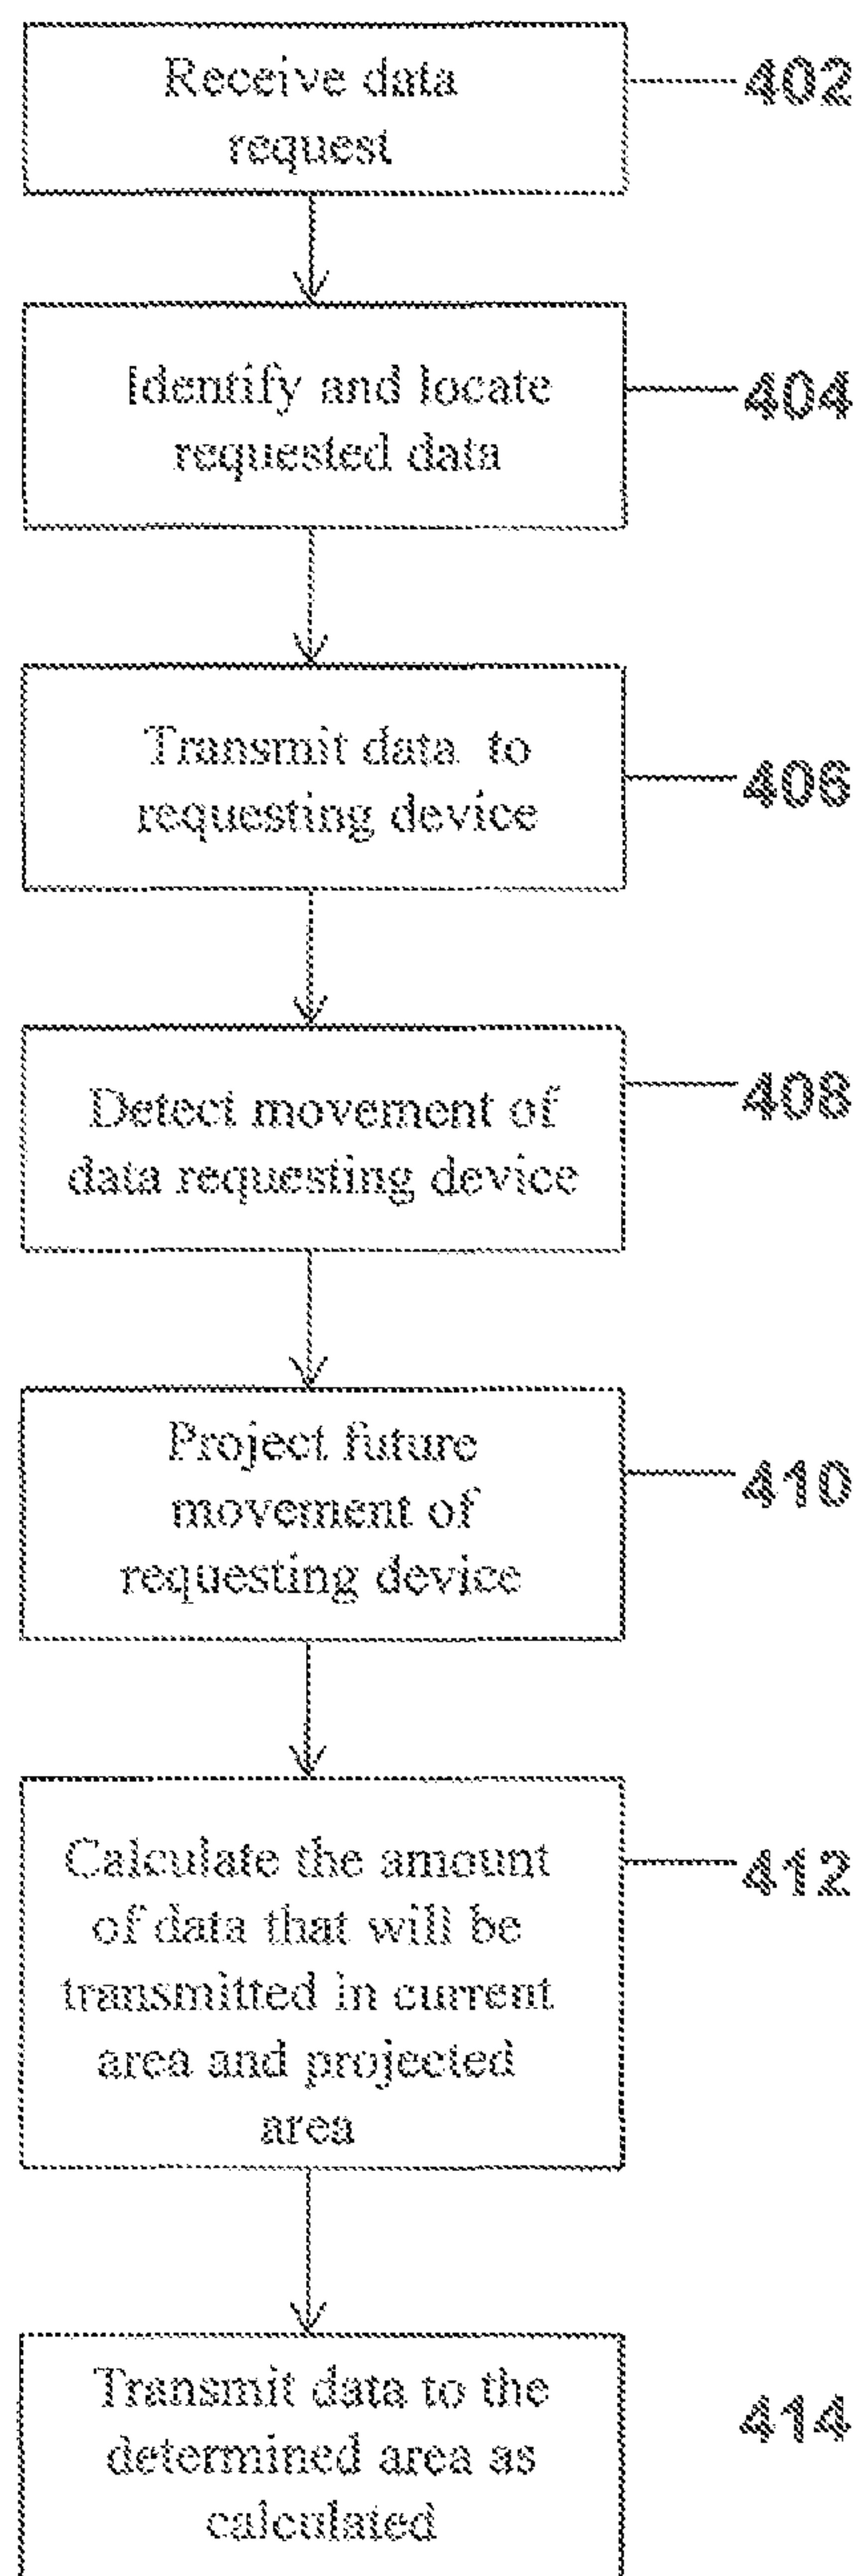 Receive data
request
402
Identify and locate
requested data
404
Transmit data to
requesting device
406
Detect movement of
data requesting device
408
Project future
movement of
requesting device
410
Calculate the amount
of data that will be
transmitted in current
area and projected
area
412
Transmit data to the
determined area as
calculated
414